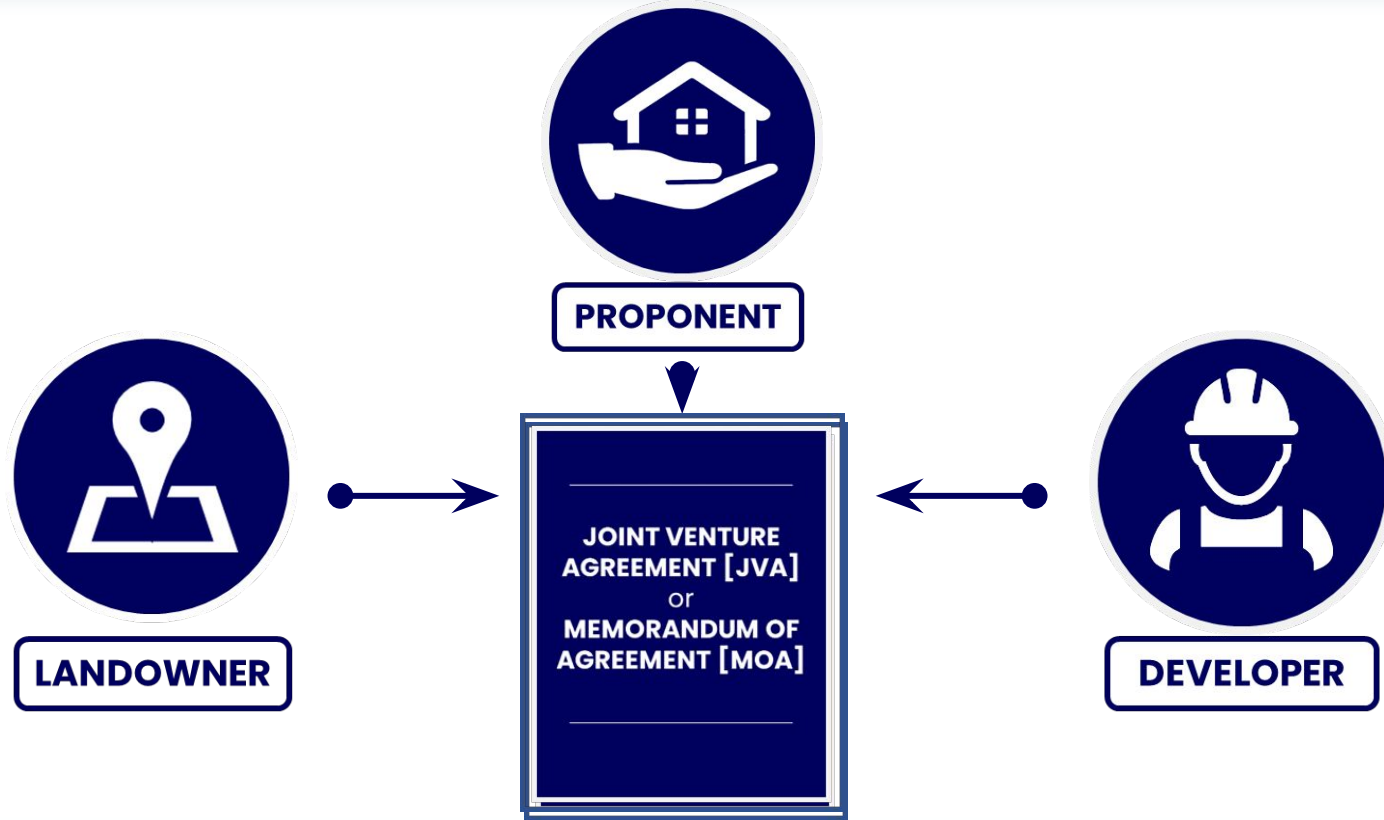 PROPONENT
LANDOWNER
JOINT VENTURE
AGREEMENT [JVA]
or
MEMORANDUM OF
AGREEMENT [MOA]
DEVELOPER